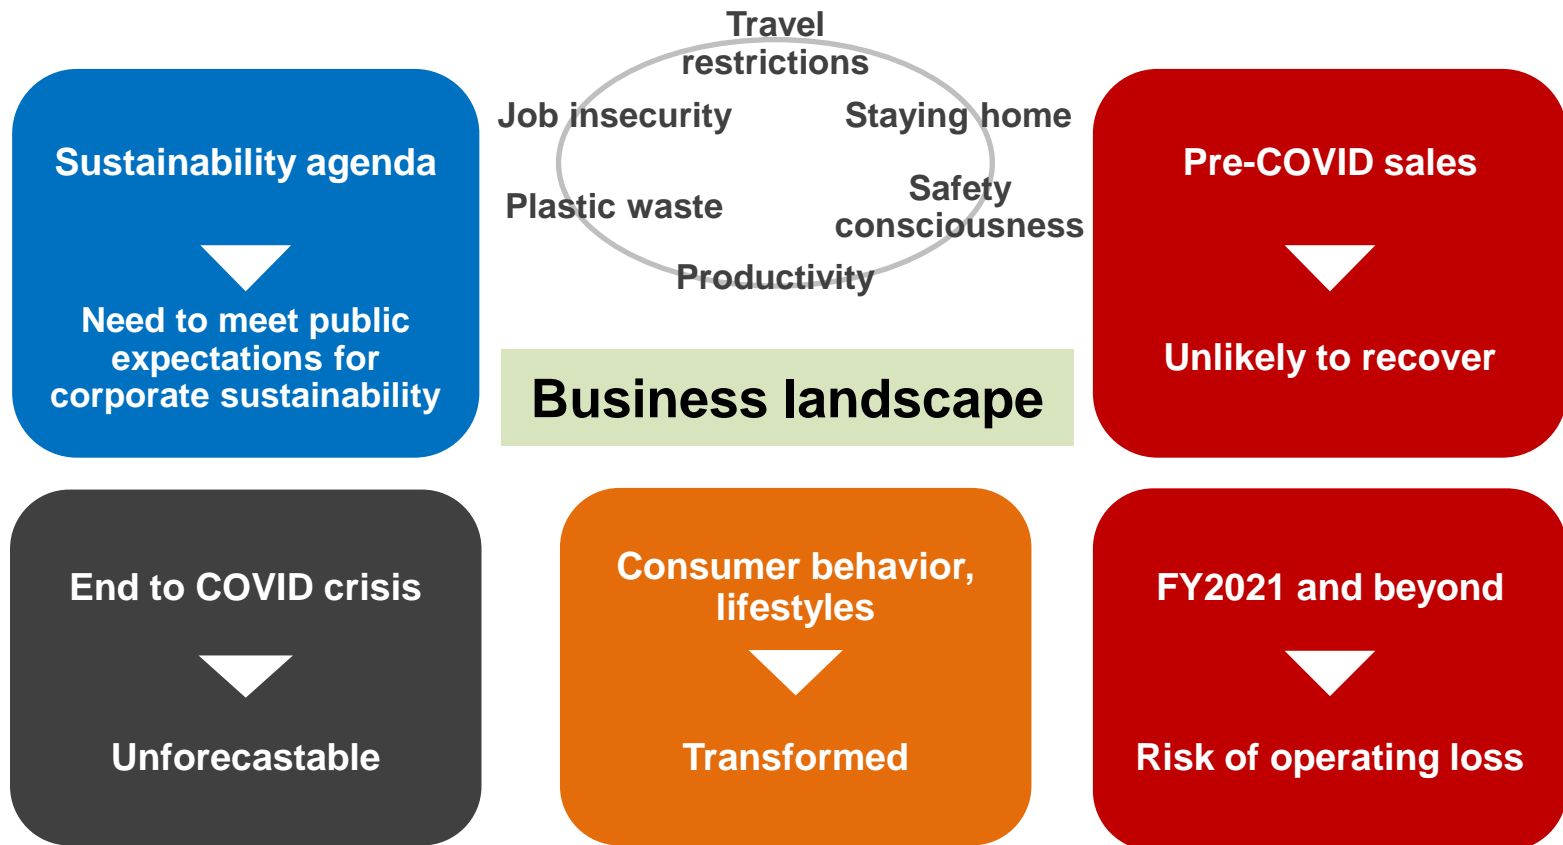 Travel
restrictions
Job insecurity
Staying home
Plastic waste
Safety
consciousness
Productivity
Sustainability agenda
Need to meet public
expectations for
corporate sustainability
Business landscape
Pre-COVID sales
Unlikely to recover
End to COVID crisis
Unforecastable
Consumer behavior,
lifestyles
Transformed
FY2021 and beyond
Risk of operating loss